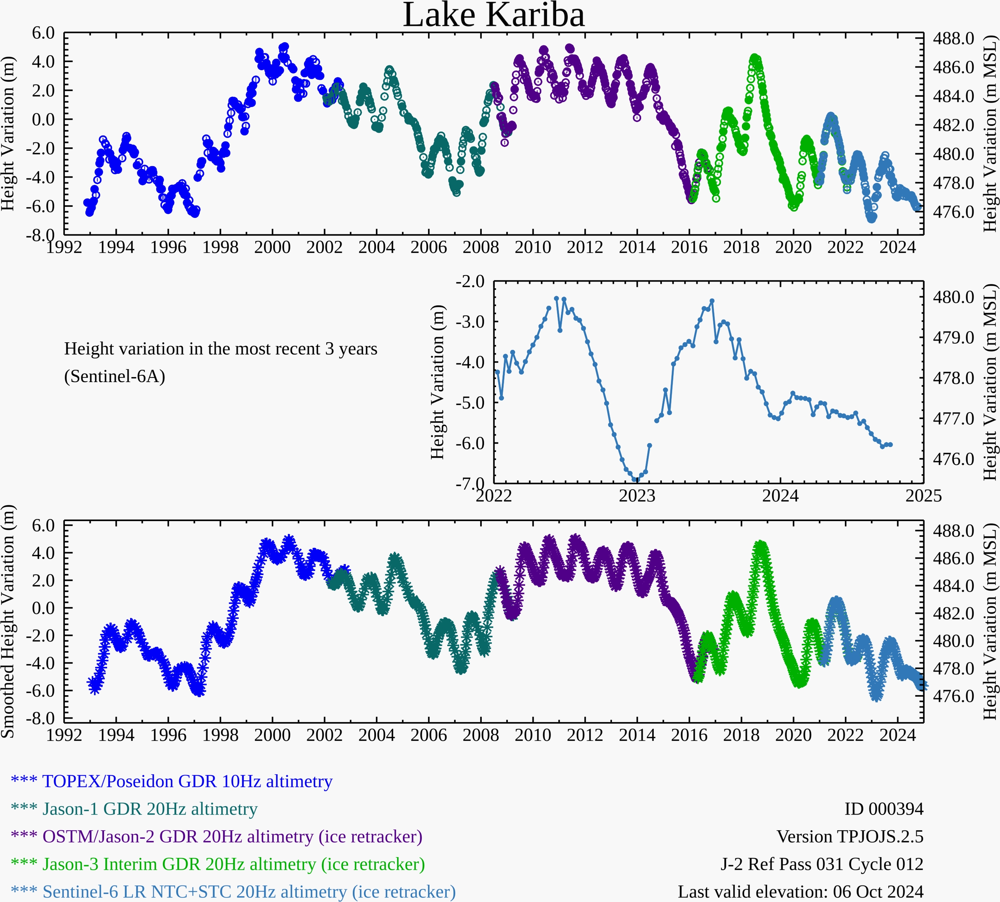 Lake Kariba
Height Variation (m)
6.0
4.0
2.0
0.0
-2.0
-4.0
-6.0
-8.0
488.0
486.0
484.0
482.0
480.0
478.0
476.0
Height Variation (m MSL)
1992 1994 1996 1998 2000 2002 2004 2006 2008 2010 2012 2014 2016 2018 2020 2022 2024
Height variation in the most recent 3 years
(Sentinel-6A)
Height Variation (m)
-2.0
-3.0
-4.0
-5.0
-6.0
-7.0
480.0
479.0
478.0
477.0
476.0
Height Variation (m MSL)
2022 2023 2024 2025
Smoothed Height Variation (m)
6.0
4.0
2.0
0.0
-2.0
-4.0
-6.0
-8.0
488.0
486.0
484.0
482.0
480.0
478.0
476.0
Height Variation (m MSL)
1992 1994 1996 1998 2000 2002 2004 2006 2008 2010 2012 2014 2016 2018 2020 2022 2024
*** TOPEX/Poseidon GDR 10Hz altimetry
*** Jason-1 GDR 20Hz altimetry
*** OSTM/Jason-2 GDR 20Hz altimetry (ice retracker)
*** Jason-3 Interim GDR 20Hz altimetry (ice retracker)
*** Sentinel-6 LR NTC+STC 20Hz altimetry (ice retracker)
ID 000394
Version TPJOJS.2.5
J-2 Ref Pass 031 Cycle 012
Last valid elevation: 06 Oct 2024